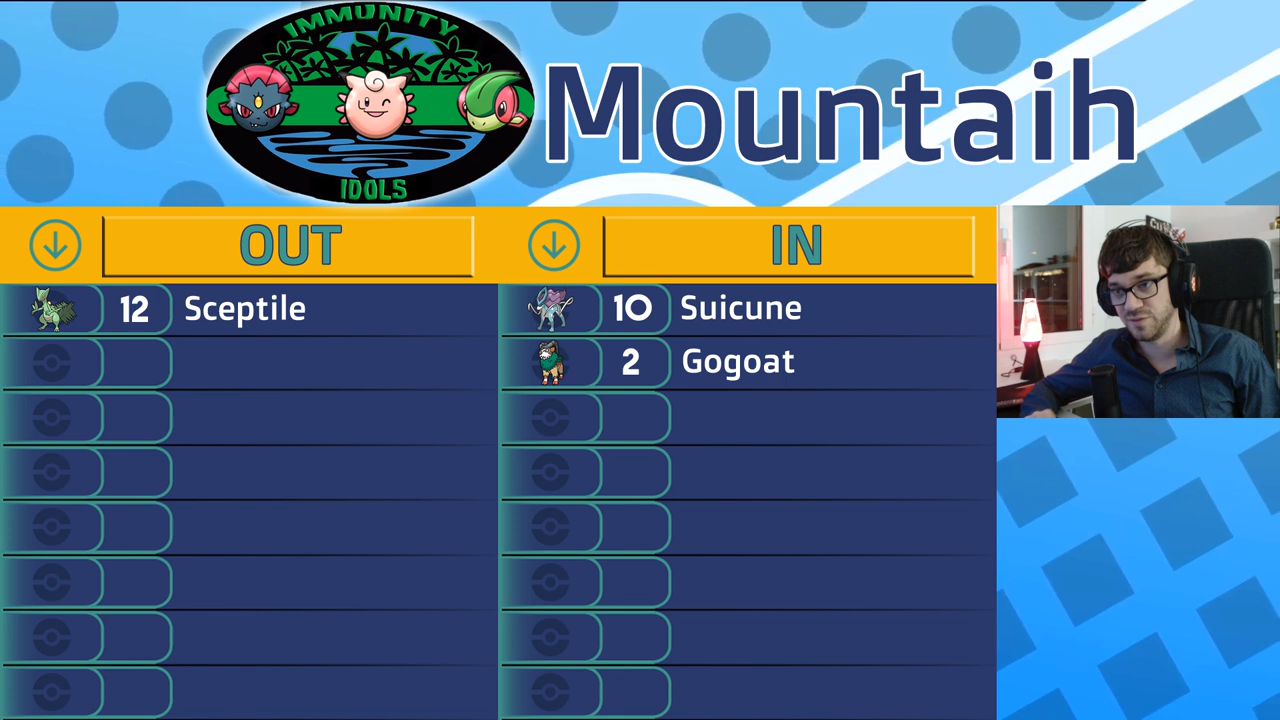 IMMUNITY
IDOLS
Mountaih
OUT
IN
12 Sceptile
10 Suicune
2 Gogoat